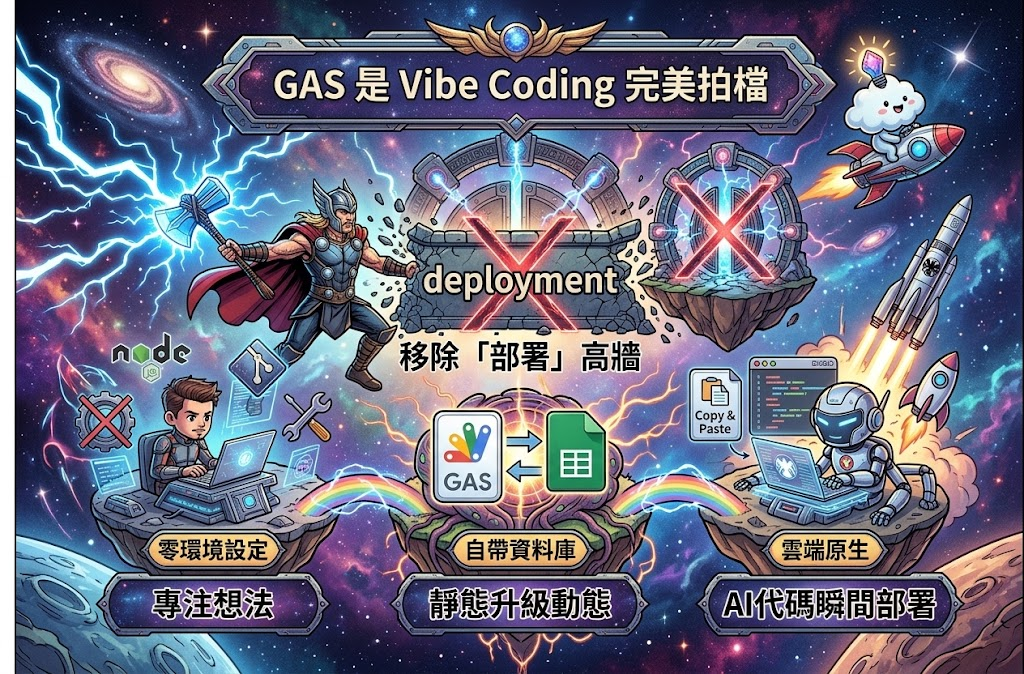 GAS 是 Vibe Coding 完美拍檔
deployment
移除「部署」高牆
node
GAS
Copy &
Paste
零環境設定
自帶資料庫
雲端原生
專注想法
靜態升級動態
AI代碼瞬間部署